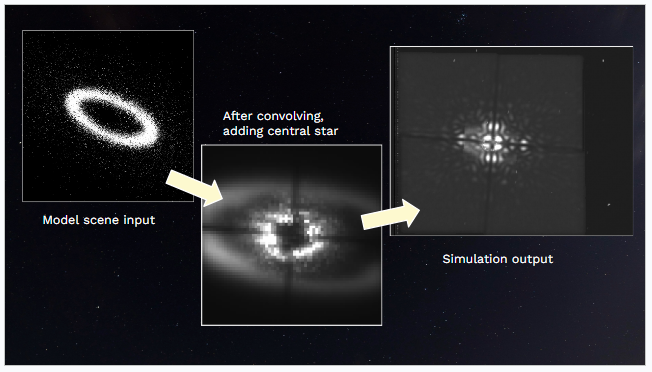 After convolving,
adding central star
Model scene input
Simulation output